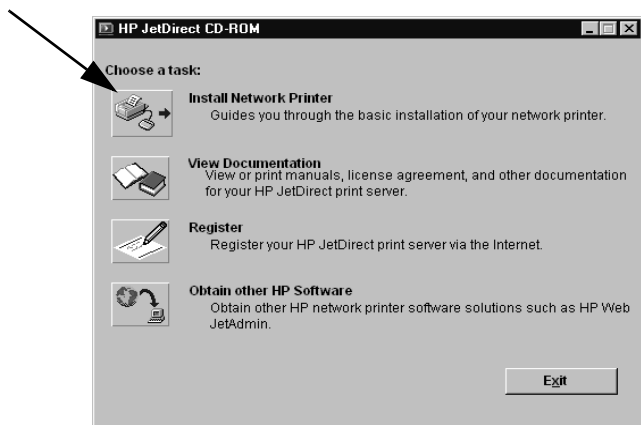 HP JetDirect CD-ROM
Choose a task:
Install Network Printer
Guides you through the basic installation of your network printer.
View Documentation
View or print manuals, license agreement, and other documentation
for your HP JetDirect print server.
Register
Register your HP JetDirect print server via the Internet.
Obtain other HP Software
Obtain other HP network printer software solutions such as HP Web
JetAdmin.
Exit